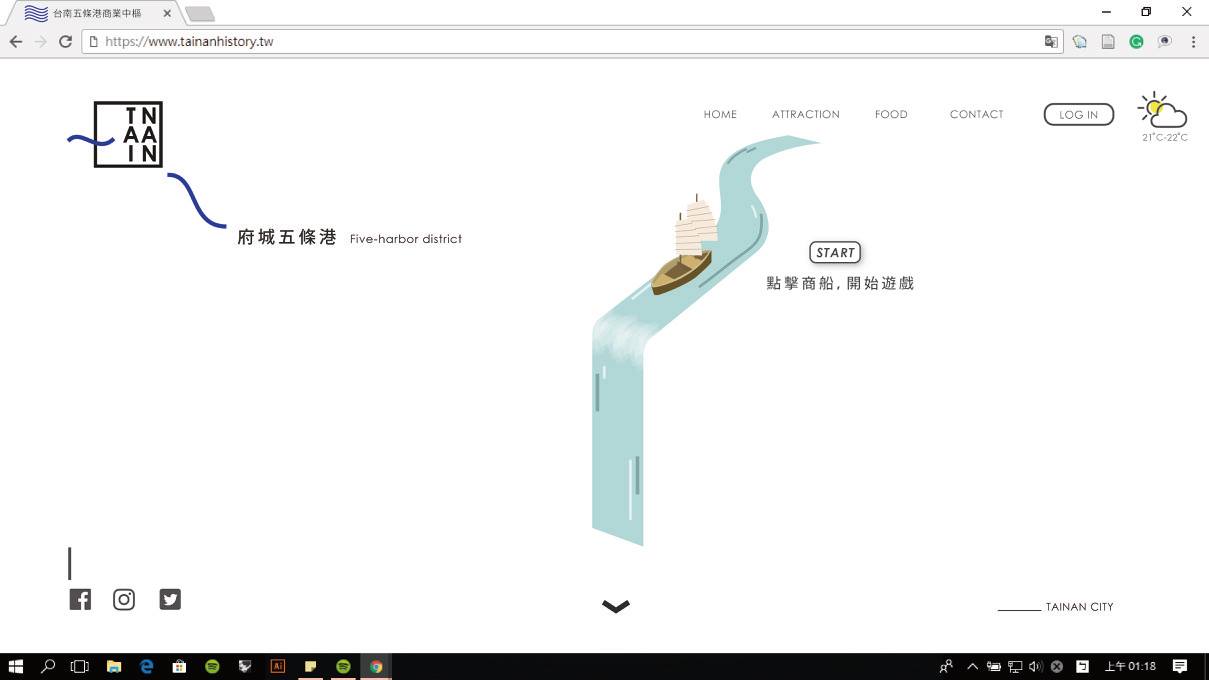 台南五條港商業中樞
https://www.tainanhistory.tw
TN
AA
IN
HOME
ATTRACTION
FOOD
CONTACT
LOG IN
21°C-22°C
府城五條港 Five-harbor district
START
點擊商船, 開始遊戲
TAINAN CITY
Ai
上午 01:18